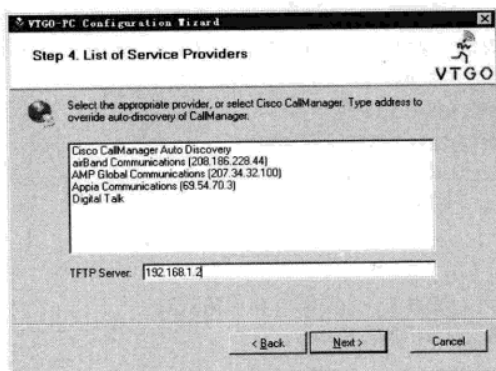 VTGO-PC Configuration Wizard
Step 4. List of Service Providers
VTGO
Select the appropriate provider, or select Cisco CallManager. Type address to
override auto-discovery of CallManager.
Cisco CallManager Auto Discovery
airBand Communications (208.186.228.44)
AMP Global Communications (207.34.32.100)
Appia Communications (69.54.70.3)
Digital Talk
TFTP Server: 192.168.1.2
< Back
Next >
Cancel